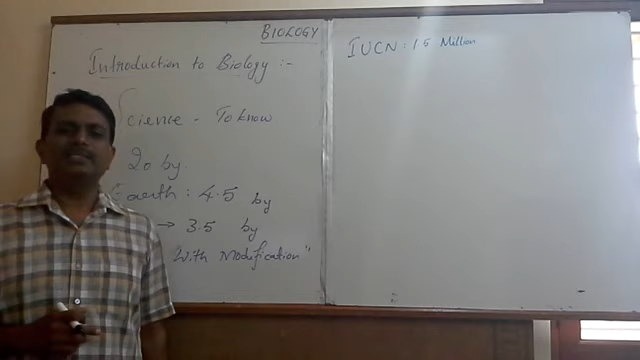 BIOLOGY
Introduction to Biology :-
Science - To know
20 by
Earth : 4.5 by
→ 3.5 by
With Modification"
IUCN : 1.5 Million